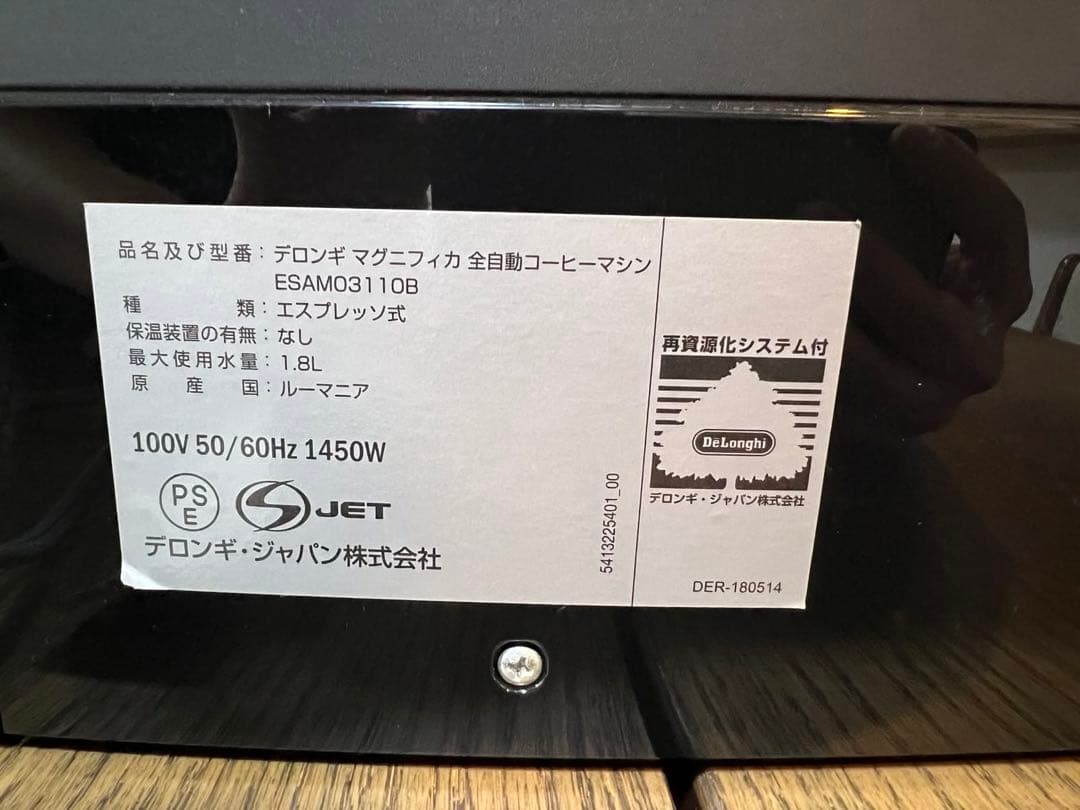 品名及び型番：デロンギ マグニフィカ 全自動コーヒーマシン
ESAM03110B
種類：エスプレッソ式
保温装置の有無：なし
最大使用水量：1.8L
原産国：ルーマニア
100V 50/60Hz 1450W
PS
E
S JET
デロンギ・ジャパン株式会社
5413225401_00
再資源化システム付
DeLonghi
デロンギ・ジャパン株式会社
DER-180514